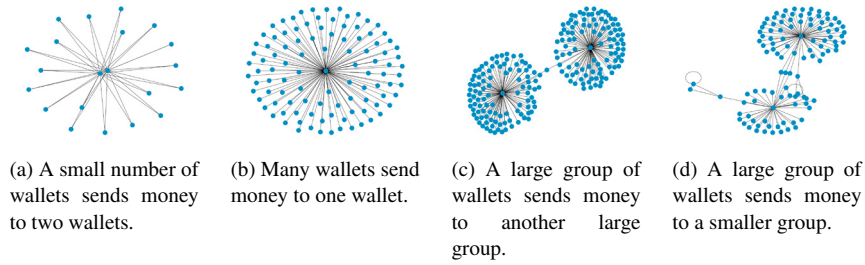 (a) A small number of
wallets sends money
to two wallets.
(b) Many wallets send
money to one wallet.
(c) A large group of
wallets sends money
to another large
group.
(d) A large group of
wallets sends money
to a smaller group.